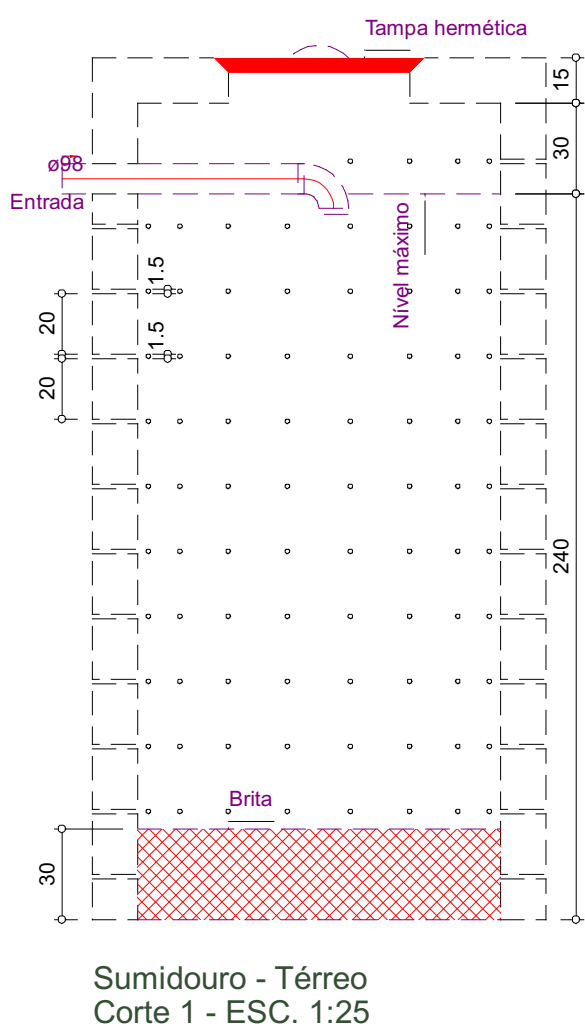 Tampa hermética
15
30
ø98
Entrada
Nível máximo
1.5
20
1.5
20
240
Brita
30
Sumidouro - Térreo
Corte 1 - ESC. 1:25